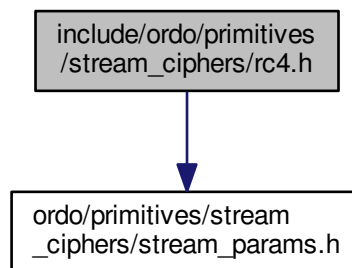 include/ordo/primitives
/stream_ciphers/rc4.h
ordo/primitives/stream
_ciphers/stream_params.h